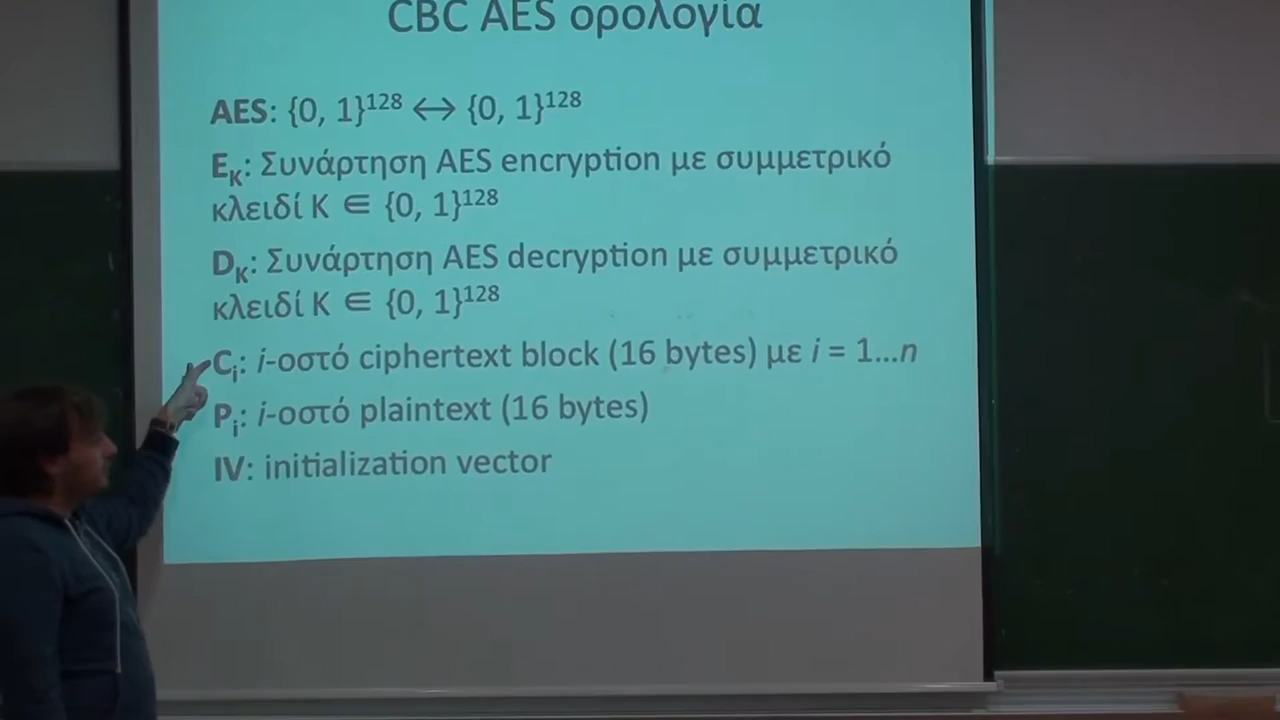 CBC AES ορολογία
AES: {0, 1}¹²⁸ ↔ {0, 1}¹²⁸
E_K: Συνάρτηση AES encryption με συμμετρικό
κλειδί K ∈ {0, 1}¹²⁸
D_K: Συνάρτηση AES decryption με συμμετρικό
κλειδί K ∈ {0, 1}¹²⁸
C_i: i-οστό ciphertext block (16 bytes) με i = 1…n
P_i: i-οστό plaintext (16 bytes)
IV: initialization vector